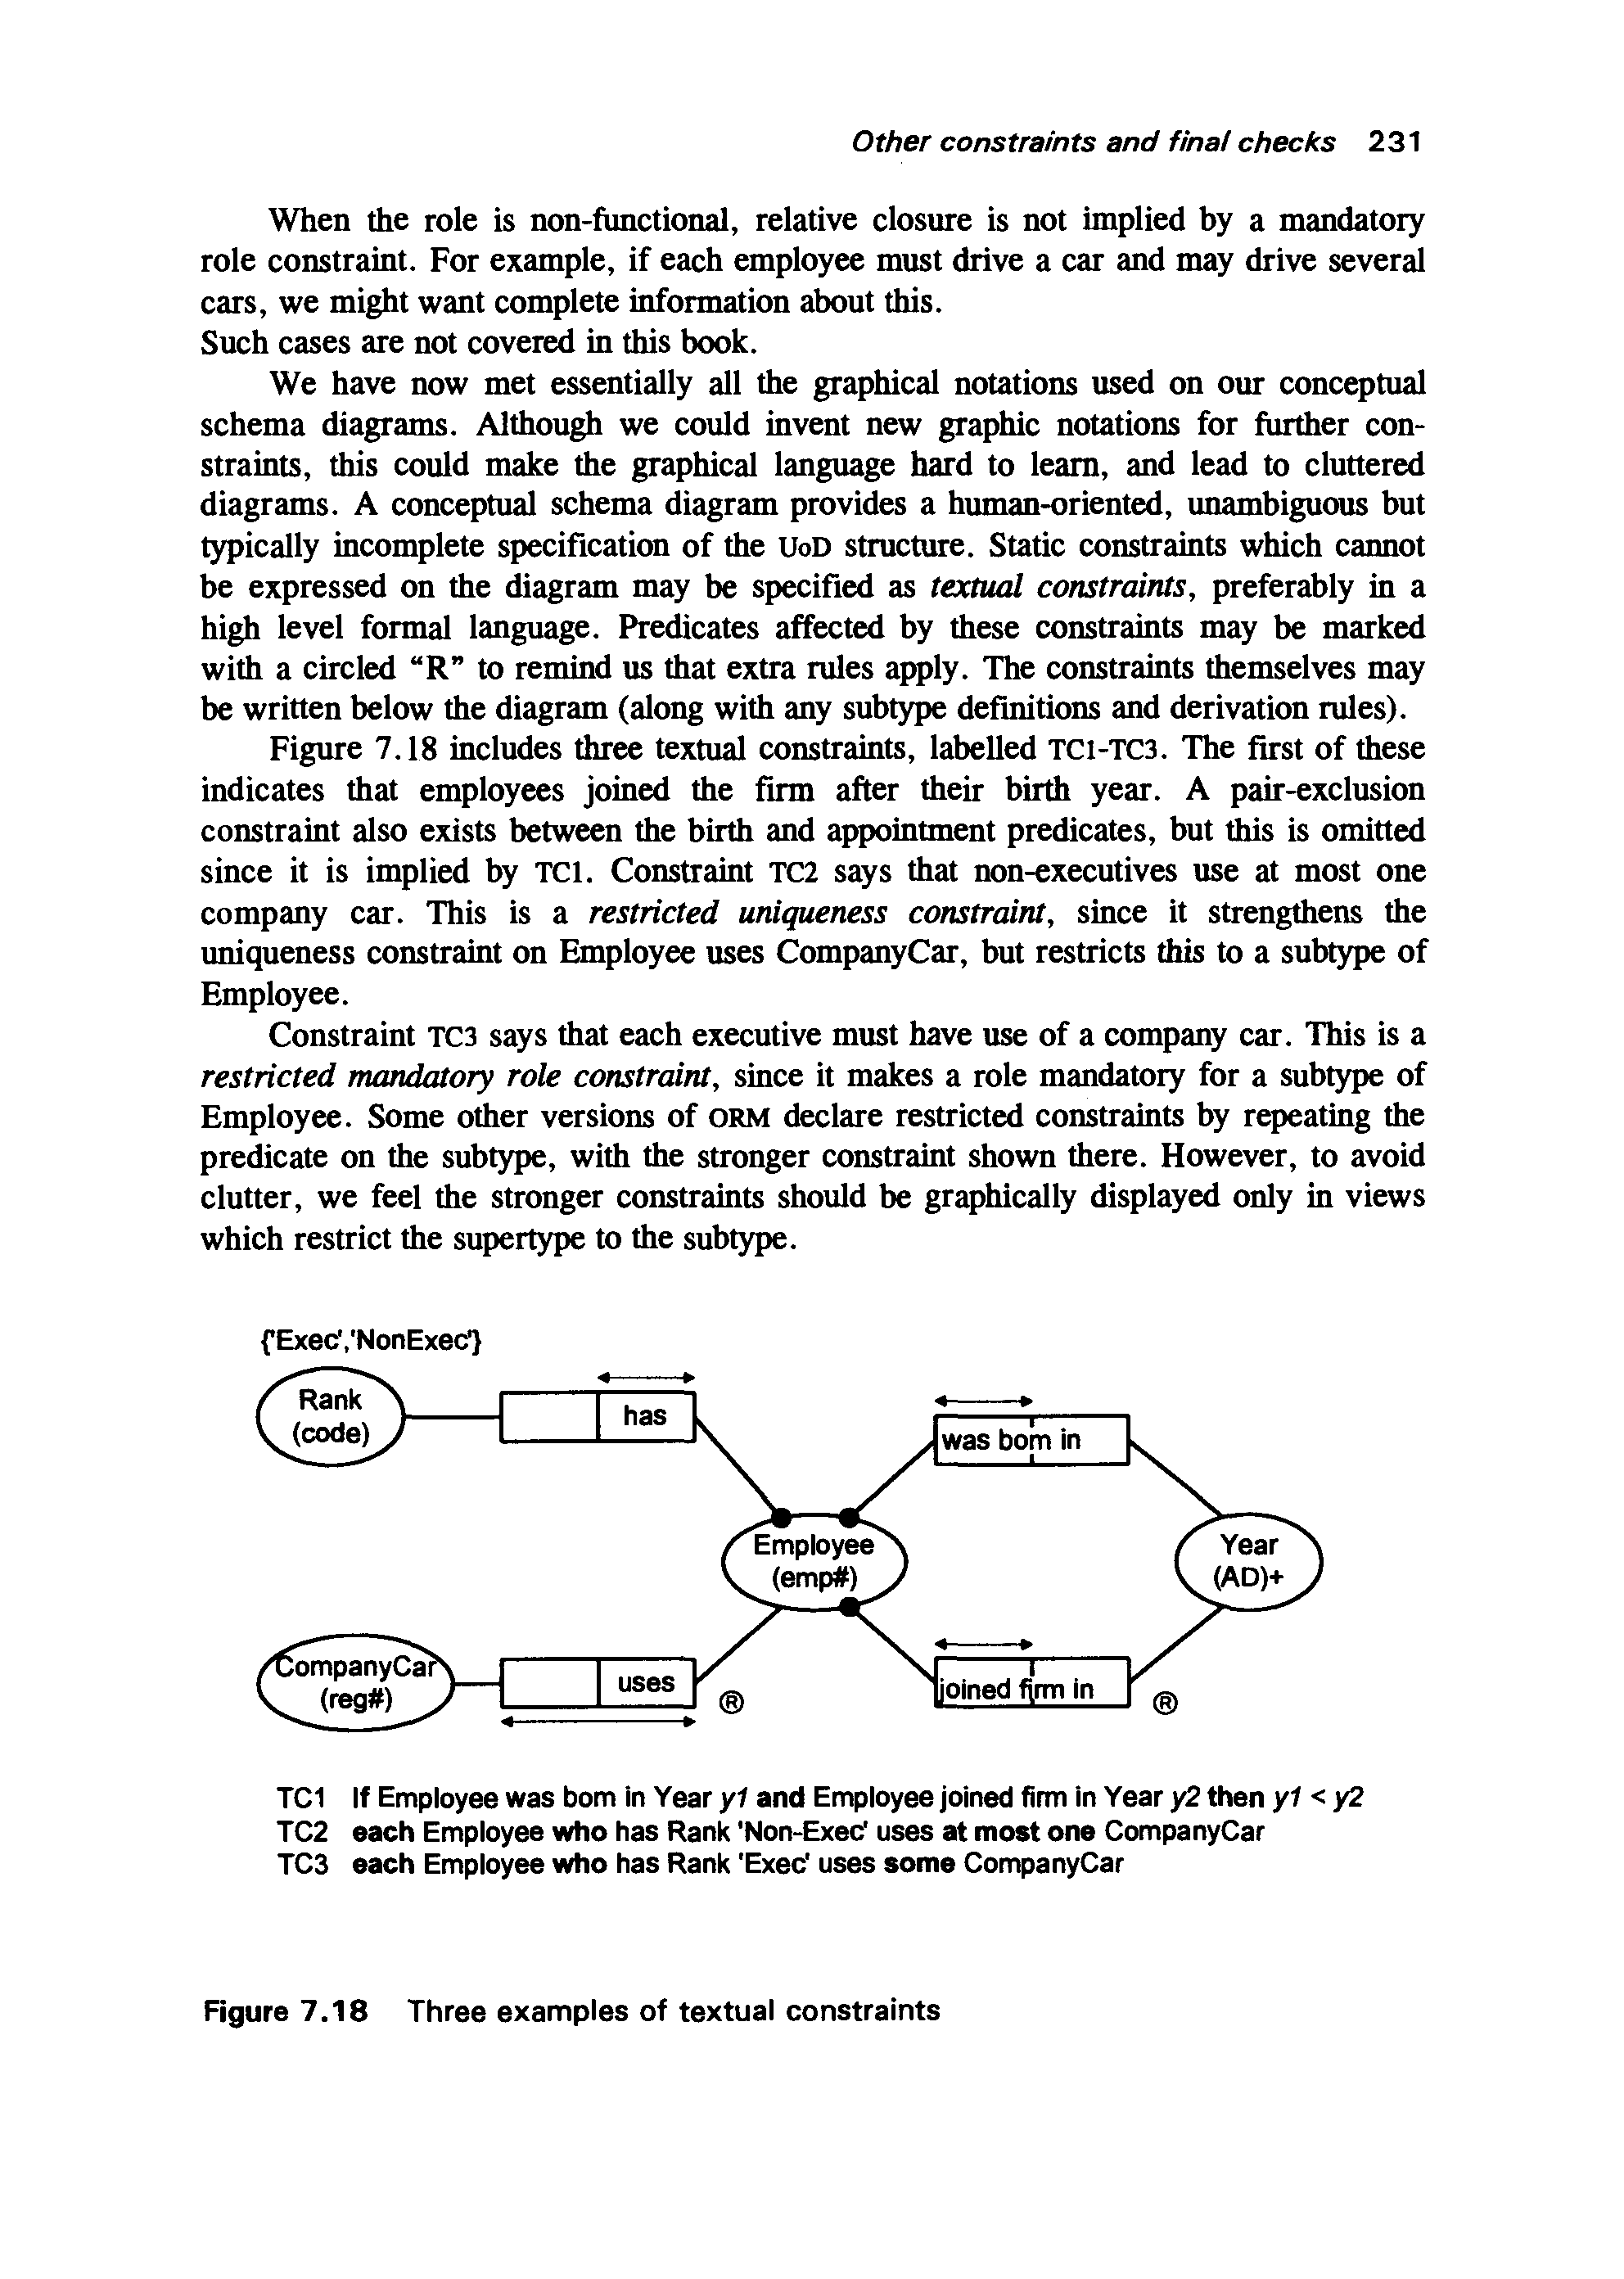 Other constraints and final checks 231
When the role is non-functional, relative closure is not implied by a mandatory
role constraint. For example, if each employee must drive a car and may drive several
cars, we might want complete information about this.
Such cases are not covered in this book.
We have now met essentially all the graphical notations used on our conceptual
schema diagrams. Although we could invent new graphic notations for further con-
straints, this could make the graphical language hard to learn, and lead to cluttered
diagrams. A conceptual schema diagram provides a human-oriented, unambiguous but
typically incomplete specification of the UoD structure. Static constraints which cannot
be expressed on the diagram may be specified as textual constraints, preferably in a
high level formal language. Predicates affected by these constraints may be marked
with a circled “R” to remind us that extra rules apply. The constraints themselves may
be written below the diagram (along with any subtype definitions and derivation rules).
Figure 7.18 includes three textual constraints, labelled TC1-TC3. The first of these
indicates that employees joined the firm after their birth year. A pair-exclusion
constraint also exists between the birth and appointment predicates, but this is omitted
since it is implied by TC1. Constraint TC2 says that non-executives use at most one
company car. This is a restricted uniqueness constraint, since it strengthens the
uniqueness constraint on Employee uses CompanyCar, but restricts this to a subtype of
Employee.
Constraint TC3 says that each executive must have use of a company car. This is a
restricted mandatory role constraint, since it makes a role mandatory for a subtype of
Employee. Some other versions of ORM declare restricted constraints by repeating the
predicate on the subtype, with the stronger constraint shown there. However, to avoid
clutter, we feel the stronger constraints should be graphically displayed only in views
which restrict the supertype to the subtype.
{'Exec','NonExec'}
Rank
(code)
has
was born in
Employee
(emp#)
Year
(AD)+
CompanyCar
(reg#)
uses
®
joined firm in
®
TC1 If Employee was born in Year y1 and Employee joined firm in Year y2 then y1 < y2
TC2 each Employee who has Rank 'Non-Exec' uses at most one CompanyCar
TC3 each Employee who has Rank 'Exec' uses some CompanyCar
Figure 7.18 Three examples of textual constraints